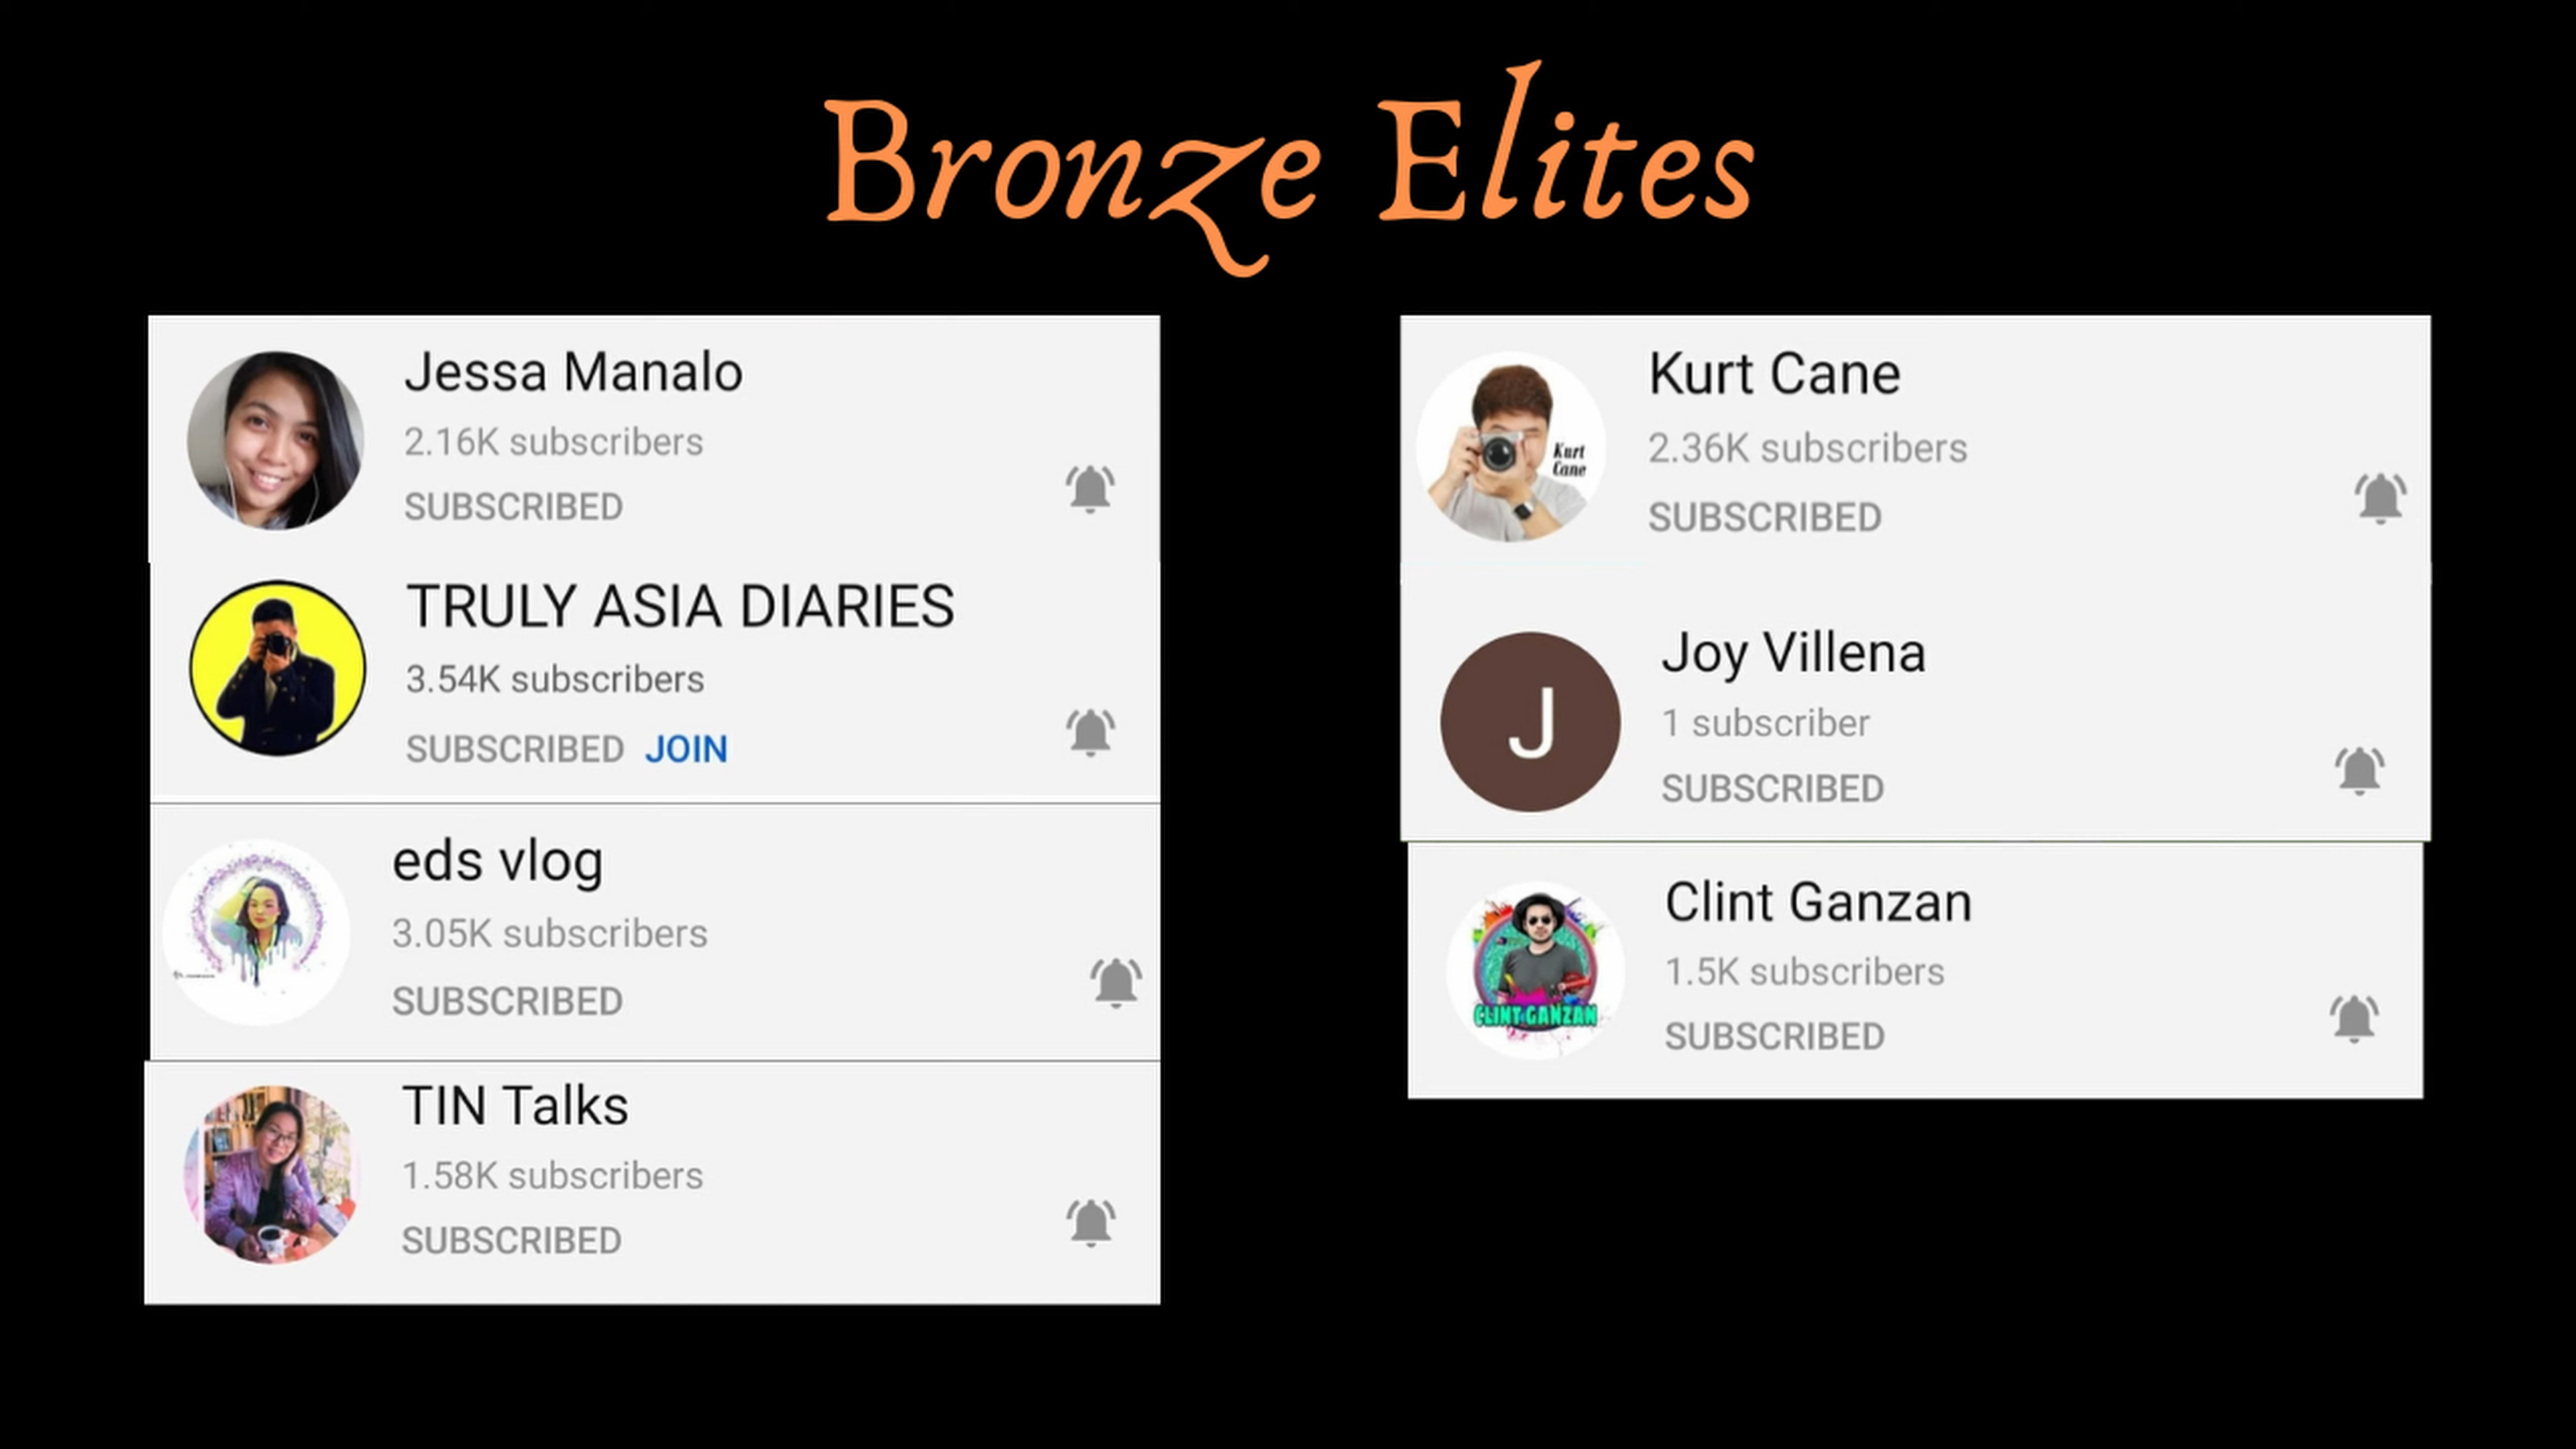 Bronze Elites
Jessa Manalo
2.16K subscribers
SUBSCRIBED
TRULY ASIA DIARIES
3.54K subscribers
SUBSCRIBED JOIN
eds vlog
3.05K subscribers
SUBSCRIBED
TIN Talks
1.58K subscribers
SUBSCRIBED
Kurt Cane
2.36K subscribers
SUBSCRIBED
Kurt
Cane
Joy Villena
1 subscriber
SUBSCRIBED
J
Clint Ganzan
1.5K subscribers
SUBSCRIBED
CLINT GANZAN